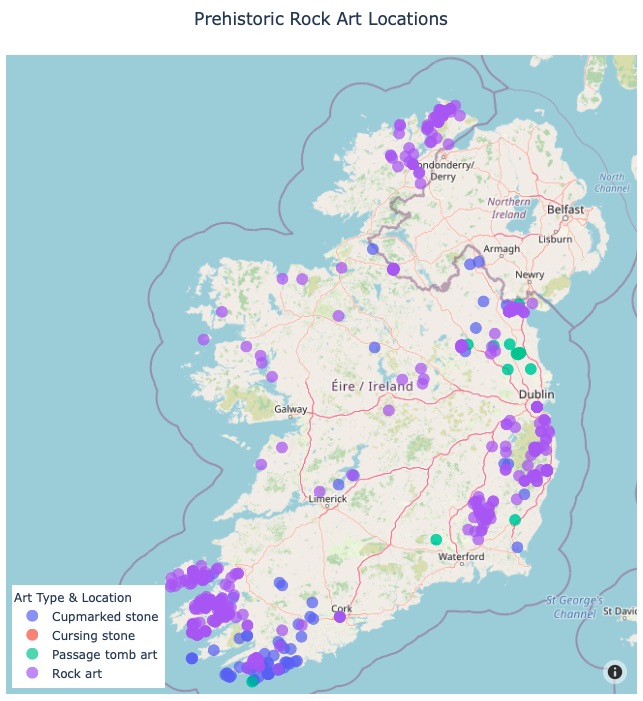 Prehistoric Rock Art Locations
North
Channel
ondonderry/
Derry
Northern
Ireland
Belfast
Lisburn
Armagh
Newry
Éire / Ireland
Dublin
Galway
Limerick
Waterford
Cork
St George's
Channel
St Davi
Art Type & Location
Cupmarked stone
Cursing stone
Passage tomb art
Rock art